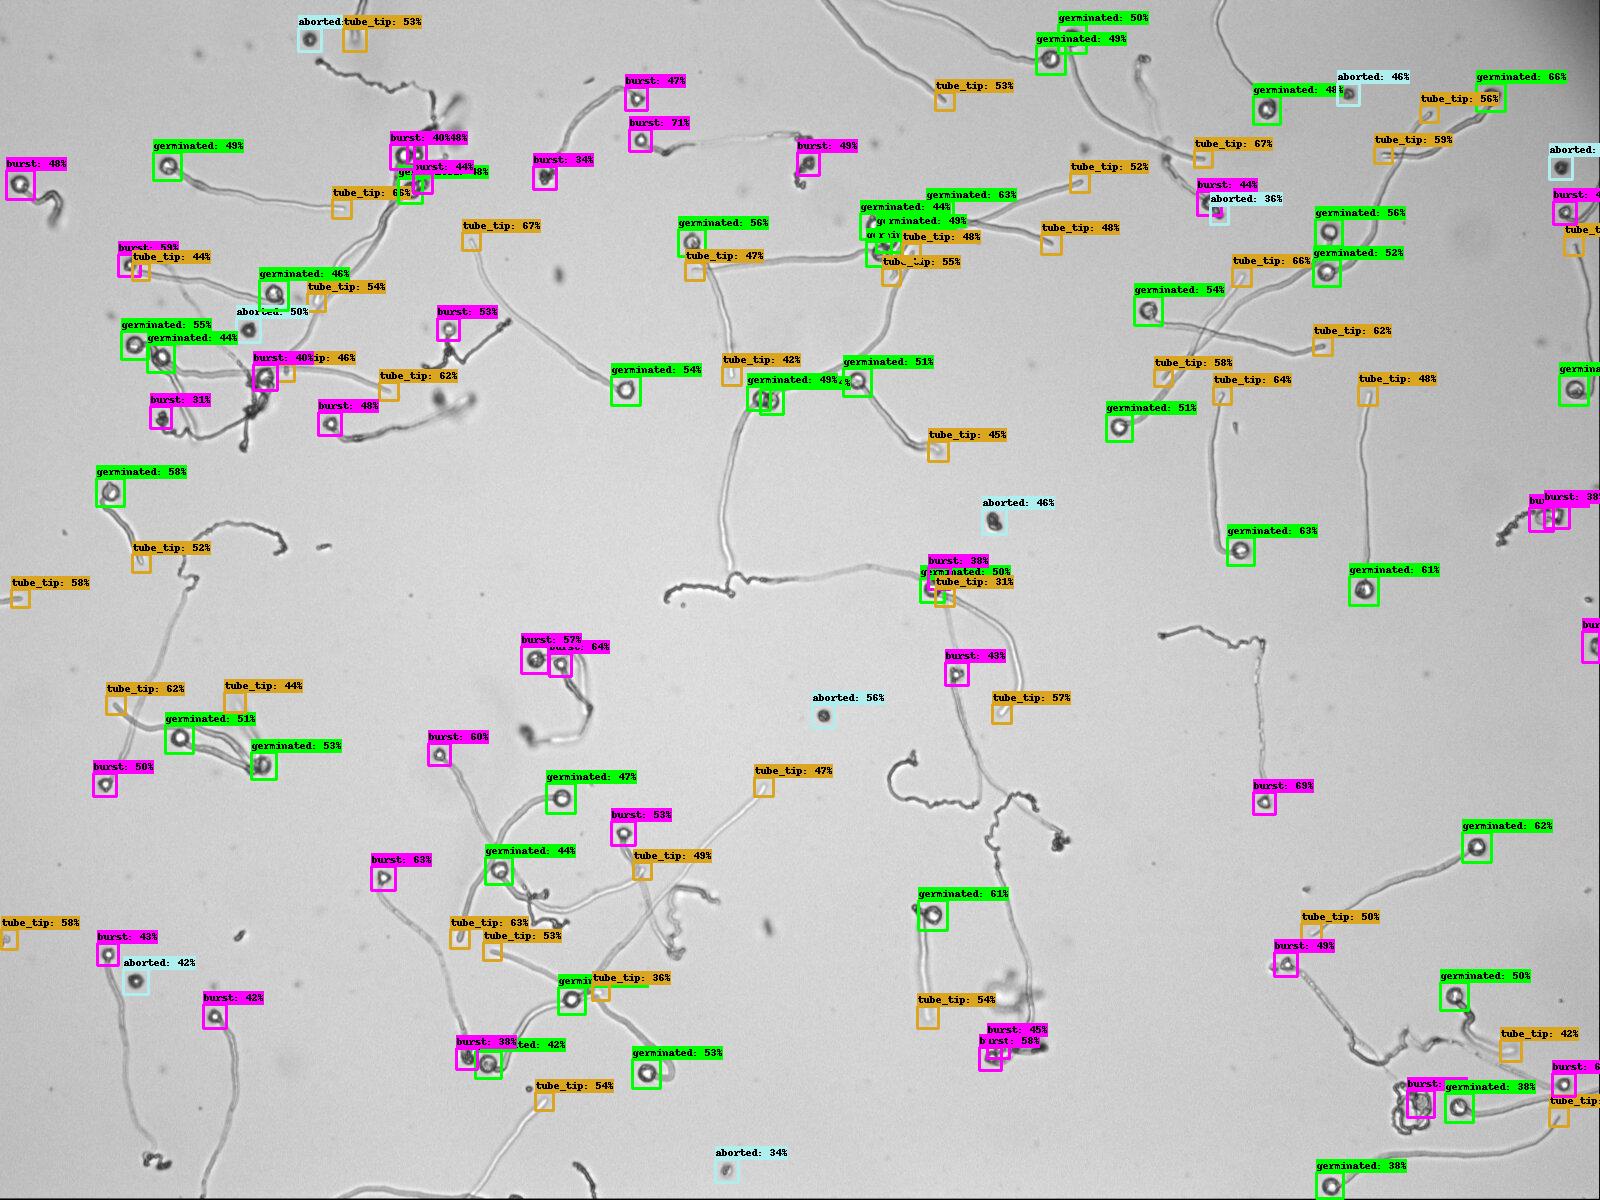 germinated: 50%
aborted
tube_tip: 53%
germinated: 49%
aborted: 46%
germinated: 66%
burst: 47%
tube_tip: 53%
germinated: 48%
tube_tip: 56%
burst: 71%
burst: 40%
48%
germinated: 49%
tube_tip: 67%
tube_tip: 59%
burst: 49%
aborted:
burst: 48%
burst: 34%
burst: 44%
48%
tube_tip: 52%
burst: 44%
tube_tip: 66%
germinated: 63%
aborted: 36%
germinated: 44%
germinated: 56%
germinated: 49%
germinated: 56%
tube_tip: 67%
tube_tip: 48%
tube_tip: 48%
burst: 59%
tube_tip: 44%
tube_tip: 47%
tube_tip: 55%
tube_tip: 66%
germinated: 52%
germinated: 46%
tube_tip: 54%
germinated: 54%
aborted: 50%
burst: 53%
germinated: 55%
germinated: 44%
tube_tip: 62%
burst: 40%
tip: 46%
tube_tip: 42%
germinated: 51%
tube_tip: 58%
germinated: 54%
tube_tip: 62%
germinated: 49%
tube_tip: 64%
tube_tip: 48%
burst: 31%
burst: 48%
germinated: 51%
tube_tip: 45%
germinated: 58%
aborted: 46%
burst: 38%
germinated: 63%
tube_tip: 52%
burst: 38%
germinated: 50%
germinated: 61%
tube_tip: 58%
tube_tip: 31%
burst: 57%
burst: 64%
burst: 43%
tube_tip: 62%
tube_tip: 44%
aborted: 56%
tube_tip: 57%
germinated: 51%
burst: 60%
germinated: 53%
burst: 50%
germinated: 47%
tube_tip: 47%
burst: 69%
burst: 53%
germinated: 62%
germinated: 44%
burst: 63%
tube_tip: 49%
germinated: 61%
tube_tip: 58%
tube_tip: 63%
tube_tip: 50%
burst: 43%
tube_tip: 53%
burst: 49%
aborted: 42%
tube_tip: 36%
germinated: 50%
burst: 42%
tube_tip: 54%
burst: 45%
burst: 38%
42%
burst: 58%
tube_tip: 42%
germinated: 53%
tube_tip: 54%
burst:
germinated: 38%
tube_tip:
aborted: 34%
germinated: 38%